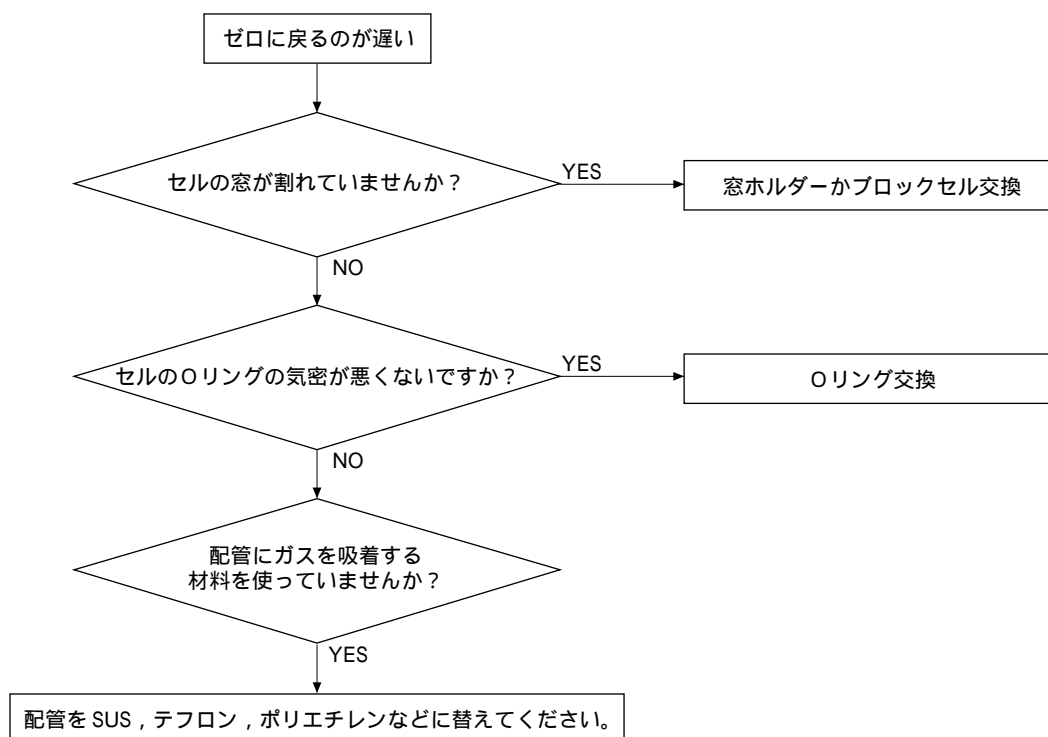 ゼロに戻るのが遅い
セルの窓が割れていませんか？
YES
窓ホルダーかブロックセル交換
NO
セルのＯリングの気密が悪くないですか？
YES
Ｏリング交換
NO
配管にガスを吸着する
材料を使っていませんか？
YES
配管を SUS , テフロン , ポリエチレンなどに替えてください。